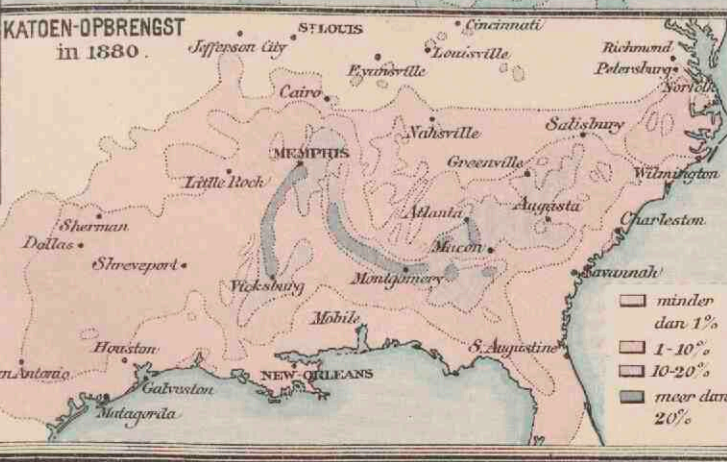 KATOEN-OPBRENGST
in 1880.
Jefferson City
ST LOUIS
Cincinnati
Evansville
Louisville
Richmond
Petersburg
Norfolk
Cairo
Nahsville
Salisbury
MEMPHIS
Greenville
Wilmington
Little Rock
Sherman
Dallas
Shreveport
Atlanta
Augasta
Charleston
Macon
Vicksburg
Montgomery
Savannah
Mobile
Houston
S. Augustine
Antonio
NEW-ORLEANS
Galveston
Matagorda
minder
dan 1%
1-10%
10-20%
meer dan
20%